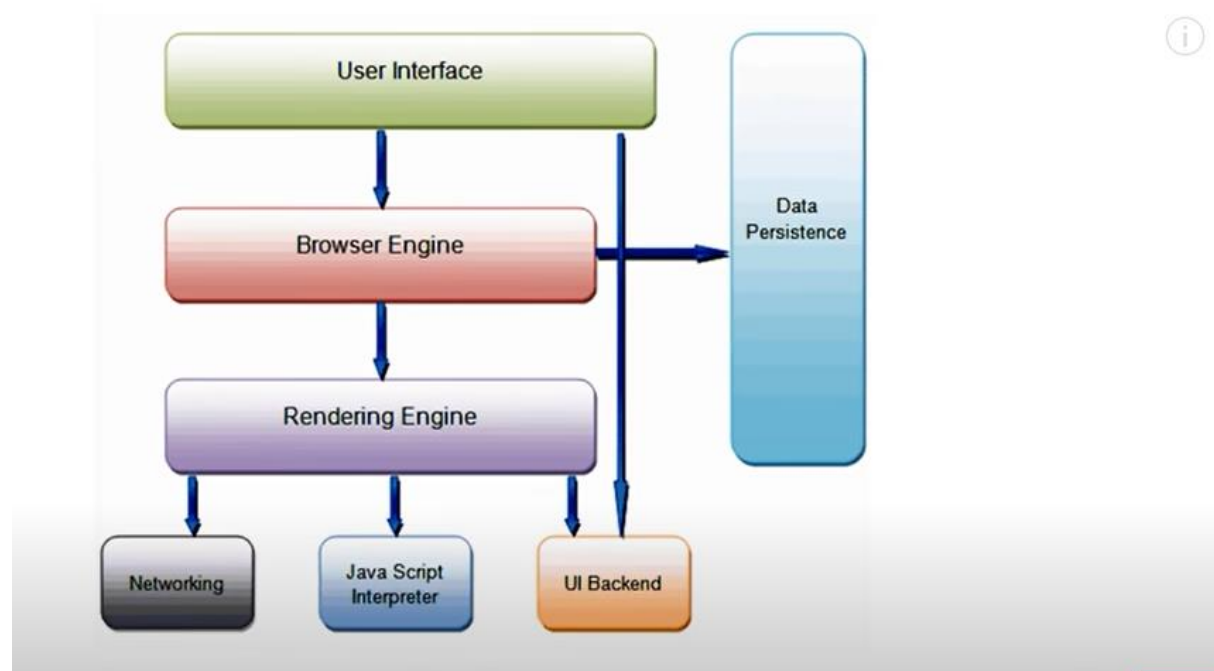 User Interface
Browser Engine
Data
Persistence
Rendering Engine
Networking
Java Script
Interpreter
UI Backend